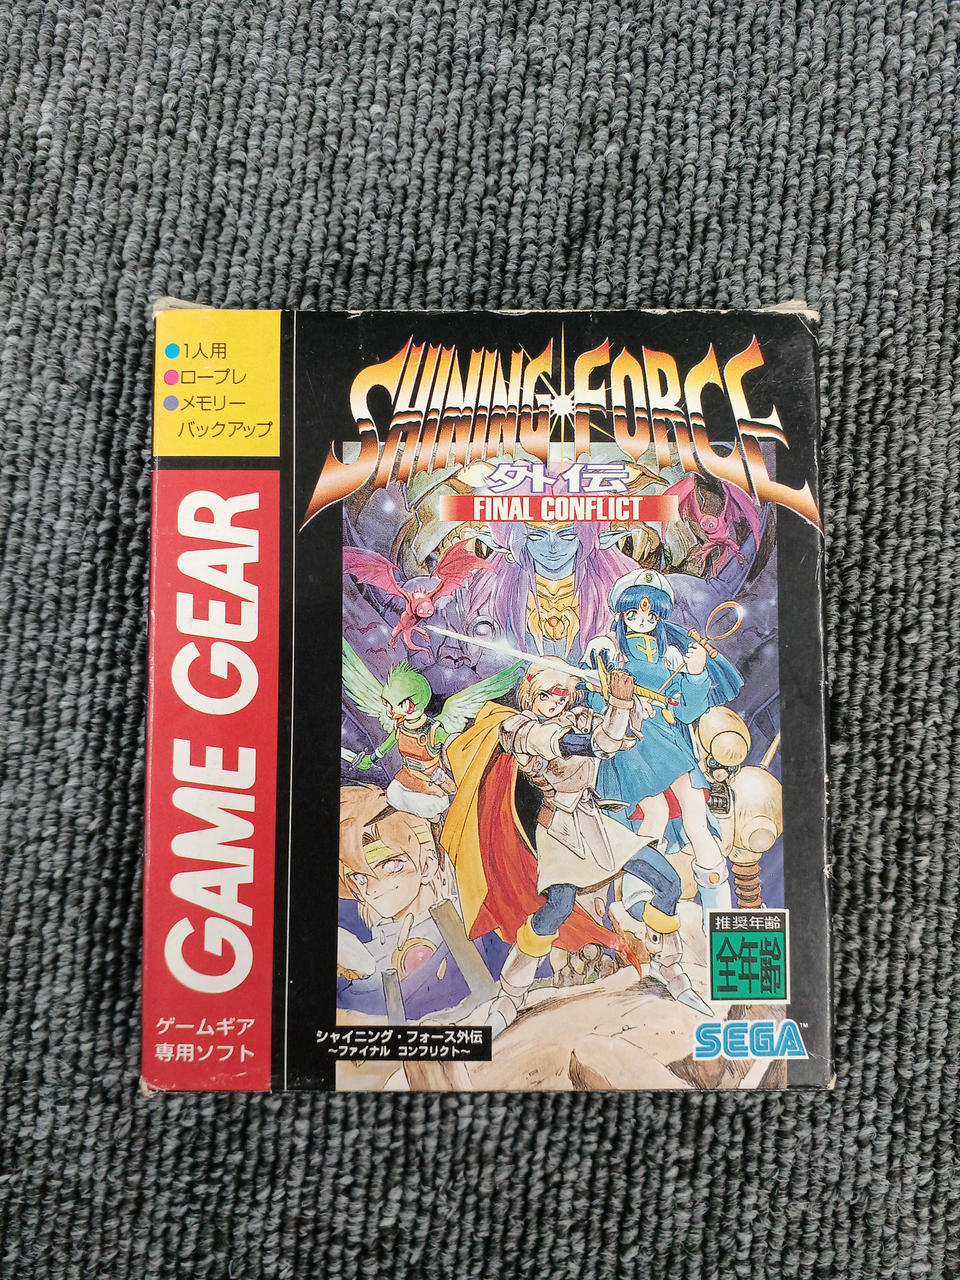 ●1人用
●ロープレ
●メモリー
バックアップ
GAME GEAR
ゲームギア
専用ソフト
SHINING FORCE
外伝
FINAL CONFLICT
推奨年齢
全年齢
シャイニング・フォース外伝
~ファイナル コンフリクト~
SEGA™